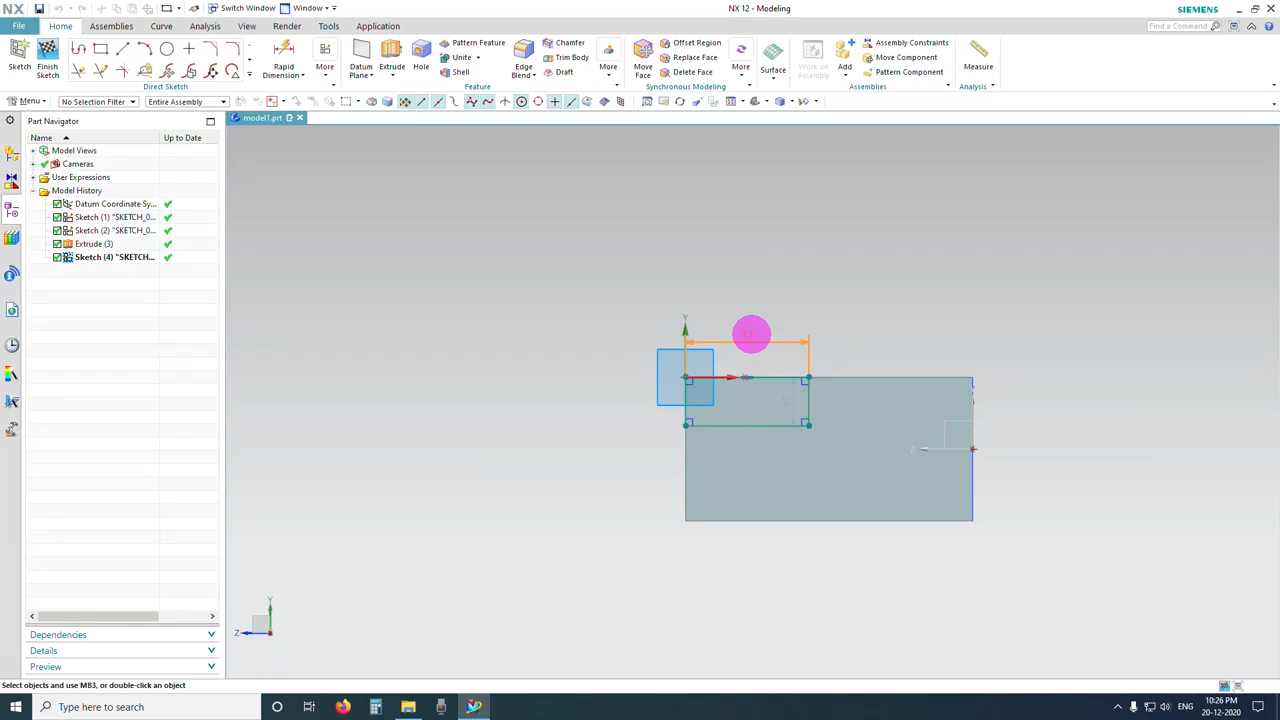 NX
Switch Window
Window
NX 12 - Modeling
SIEMENS
File
Home
Assemblies
Curve
Analysis
View
Render
Tools
Application
Find a Command
Sketch
Finish Sketch
Direct Sketch
Rapid Dimension
More
Datum Plane
Extrude
Hole
Pattern Feature
Unite
Shell
Edge Blend
Chamfer
Trim Body
Draft
More
Feature
Move Face
Offset Region
Replace Face
Delete Face
More
Synchronous Modeling
Surface
Work on Assembly
Add
Assembly Constraints
Move Component
Pattern Component
Assemblies
Measure
Analysis
Menu
No Selection Filter
Entire Assembly
Part Navigator
model1.prt
Name
Up to Date
Model Views
Cameras
User Expressions
Model History
Datum Coordinate Sy...
Sketch (1) "SKETCH_0...
Sketch (2) "SKETCH_0...
Extrude (3)
Sketch (4) "SKETCH...
Y
Z
Y
Z
Dependencies
Details
Preview
Select objects and use MB3, or double-click an object
Type here to search
ENG
10:26 PM
20-12-2020